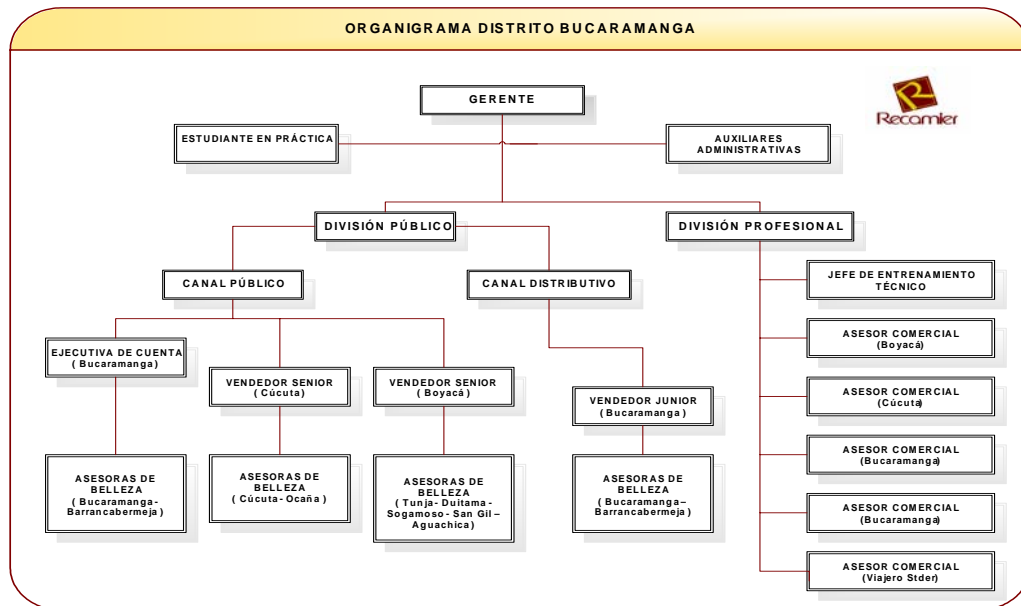 ORGANIGRAMA DISTRITO BUCARAMANGA
GERENTE
Recamier
ESTUDIANTE EN PRÁCTICA
AUXILIARES
ADMINISTRATIVAS
DIVISIÓN PÚBLICO
DIVISIÓN PROFESIONAL
CANAL PÚBLICO
CANAL DISTRIBUTIVO
JEFE DE ENTRENAMIENTO
TÉCNICO
EJECUTIVA DE CUENTA
( Bucaramanga)
VENDEDOR SENIOR
( Cúcuta)
VENDEDOR SENIOR
( Boyacá)
VENDEDOR JUNIOR
(Bucaramanga )
ASESOR COMERCIAL
(Boyacá)
ASESOR COMERCIAL
(Cúcuta)
ASESOR COMERCIAL
(Bucaramanga)
ASESOR COMERCIAL
(Bucaramanga)
ASESOR COMERCIAL
(Viajero Stder)
ASESORAS DE
BELLEZA
( Bucaramanga-
Barrancabermeja)
ASESORAS DE
BELLEZA
( Cúcuta- Ocaña )
ASESORAS DE
BELLEZA
( Tunja- Duitama -
Sogamoso- San Gil –
Aguachica)
ASESORAS DE
BELLEZA
( Bucaramanga–
Barrancabermeja)